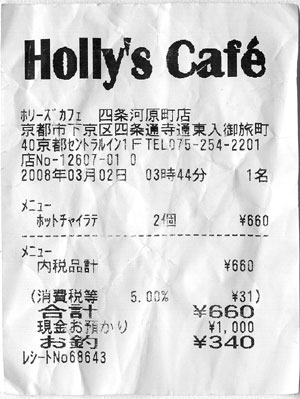 Holly's Café
ホリーズカフェ 四条河原町店
京都市下京区四条通寺通東入御旅町
40京都セントラルイン1F TEL075-254-2201
店No-12607-01 0
2008年03月02日 03時44分 1名
メニュー
ホットチャイラテ 2個 ¥660
メニュー
内税品計 ¥660
(消費税等 5.00% ¥31)
合計 ¥660
現金お預かり ¥1,000
お釣 ¥340
レシートNo68643